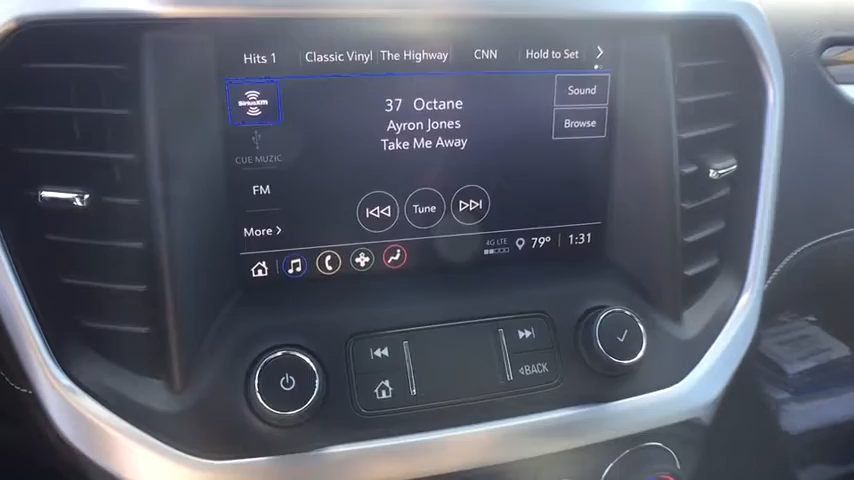 Hits 1 Classic Vinyl The Highway CNN Hold to Set
SiriusXM
37 Octane
Ayron Jones
Take Me Away
Sound
Browse
CUE MUZIC
FM
Tune
More
4G LTE
79° 1:31
BACK